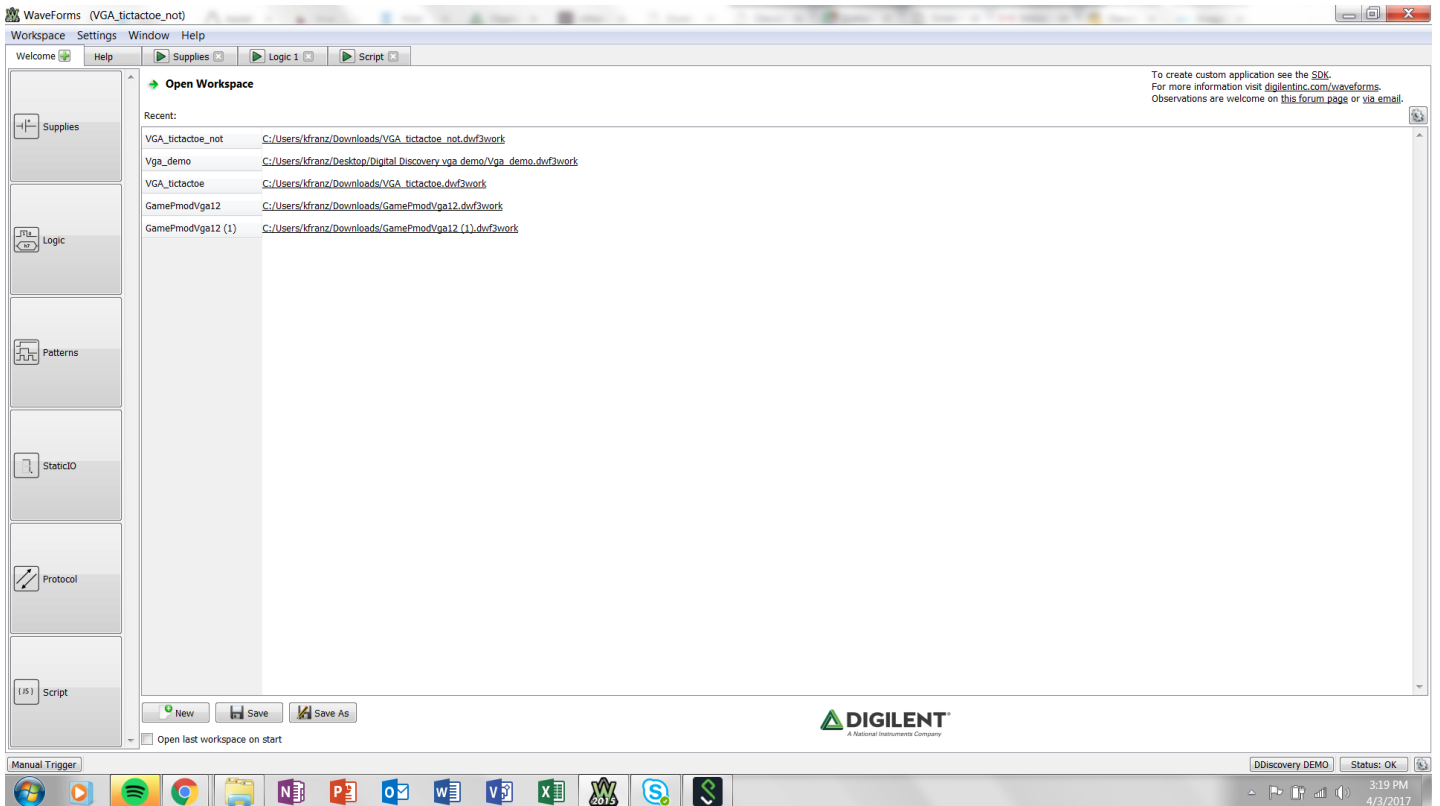 WaveForms (VGA_tictactoe_not)
Workspace Settings Window Help
Welcome Help Supplies Logic 1 Script
Open Workspace
To create custom application see the SDK.
For more information visit digilentinc.com/waveforms.
Observations are welcome on this forum page or via email.
Recent:
VGA_tictactoe_not C:/Users/kfranz/Downloads/VGA_tictactoe_not.dwf3work
Vga_demo C:/Users/kfranz/Desktop/Digital Discovery vga demo/Vga_demo.dwf3work
VGA_tictactoe C:/Users/kfranz/Downloads/VGA_tictactoe.dwf3work
GamePmodVga12 C:/Users/kfranz/Downloads/GamePmodVga12.dwf3work
GamePmodVga12 (1) C:/Users/kfranz/Downloads/GamePmodVga12 (1).dwf3work
Supplies
Logic
Patterns
StaticIO
Protocol
{JS} Script
New Save Save As
DIGILENT
A National Instruments Company
Open last workspace on start
Manual Trigger
DDiscovery DEMO Status: OK
2015
3:19 PM
4/3/2017